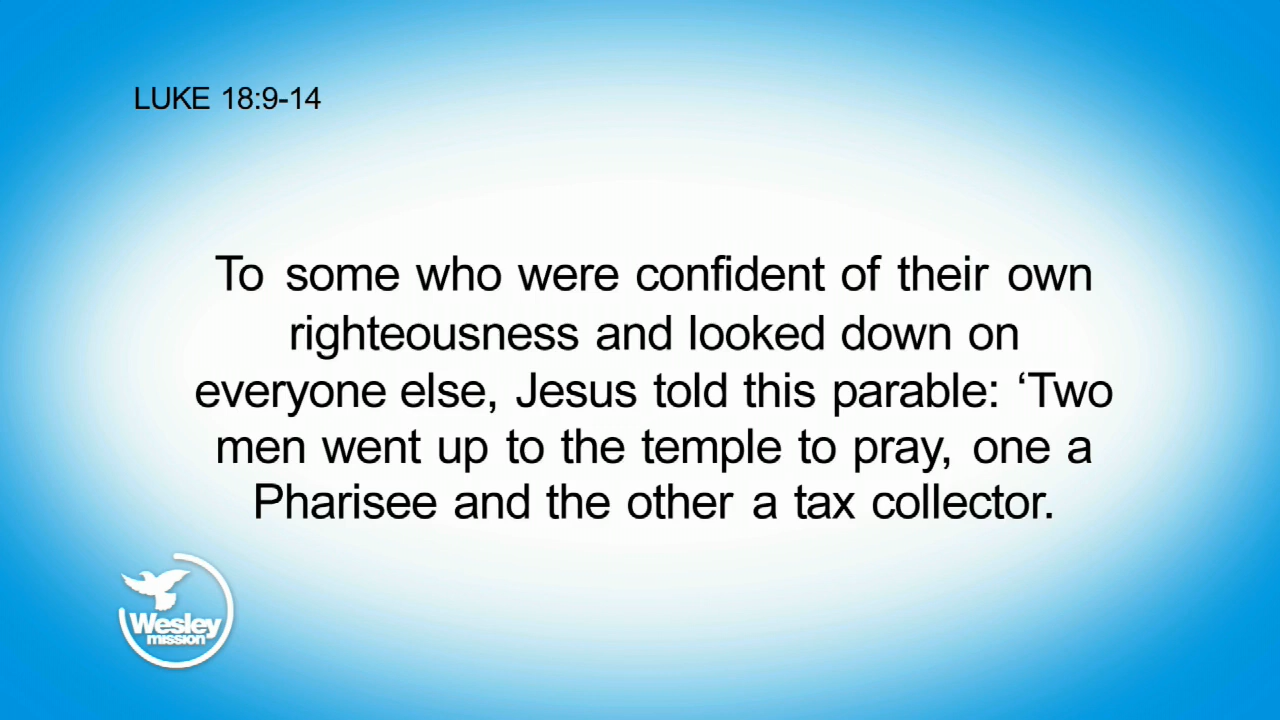 LUKE 18:9-14
To some who were confident of their own
righteousness and looked down on
everyone else, Jesus told this parable: ‘Two
men went up to the temple to pray, one a
Pharisee and the other a tax collector.
Wesley
mission